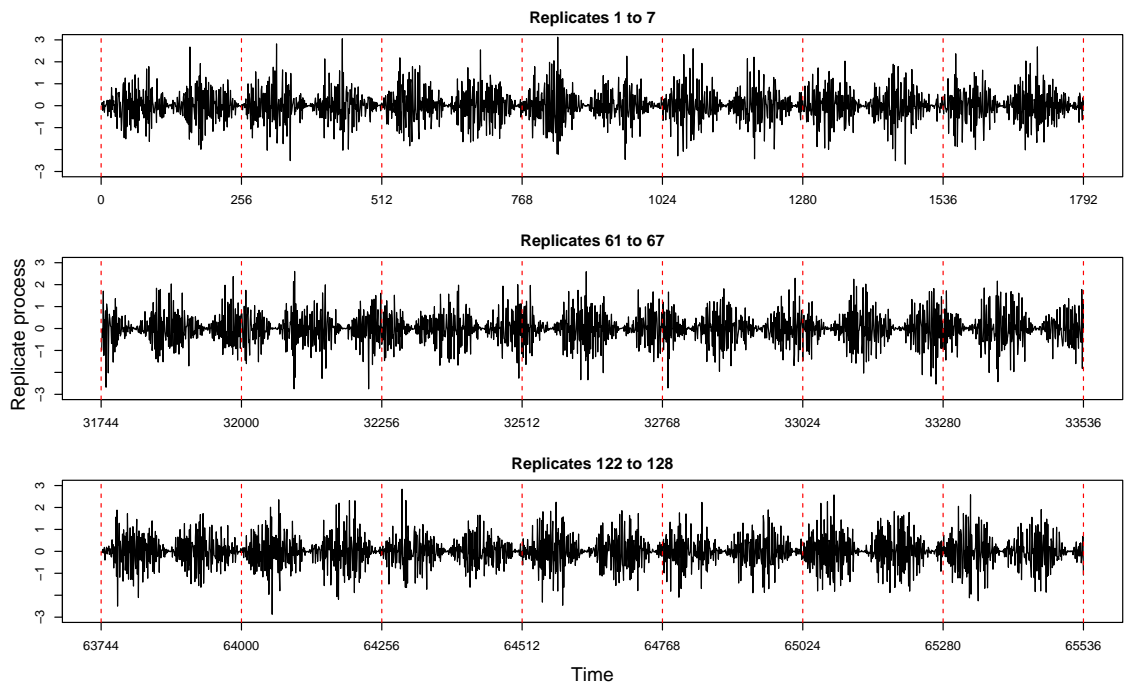 Replicates 1 to 7
3
2
1
0
−1
−3
0 256 512 768 1024 1280 1536 1792
Replicates 61 to 67
3
2
1
0
−1
−3
31744 32000 32256 32512 32768 33024 33280 33536
Replicate process
Replicates 122 to 128
3
2
1
0
−1
−3
63744 64000 64256 64512 64768 65024 65280 65536
Time